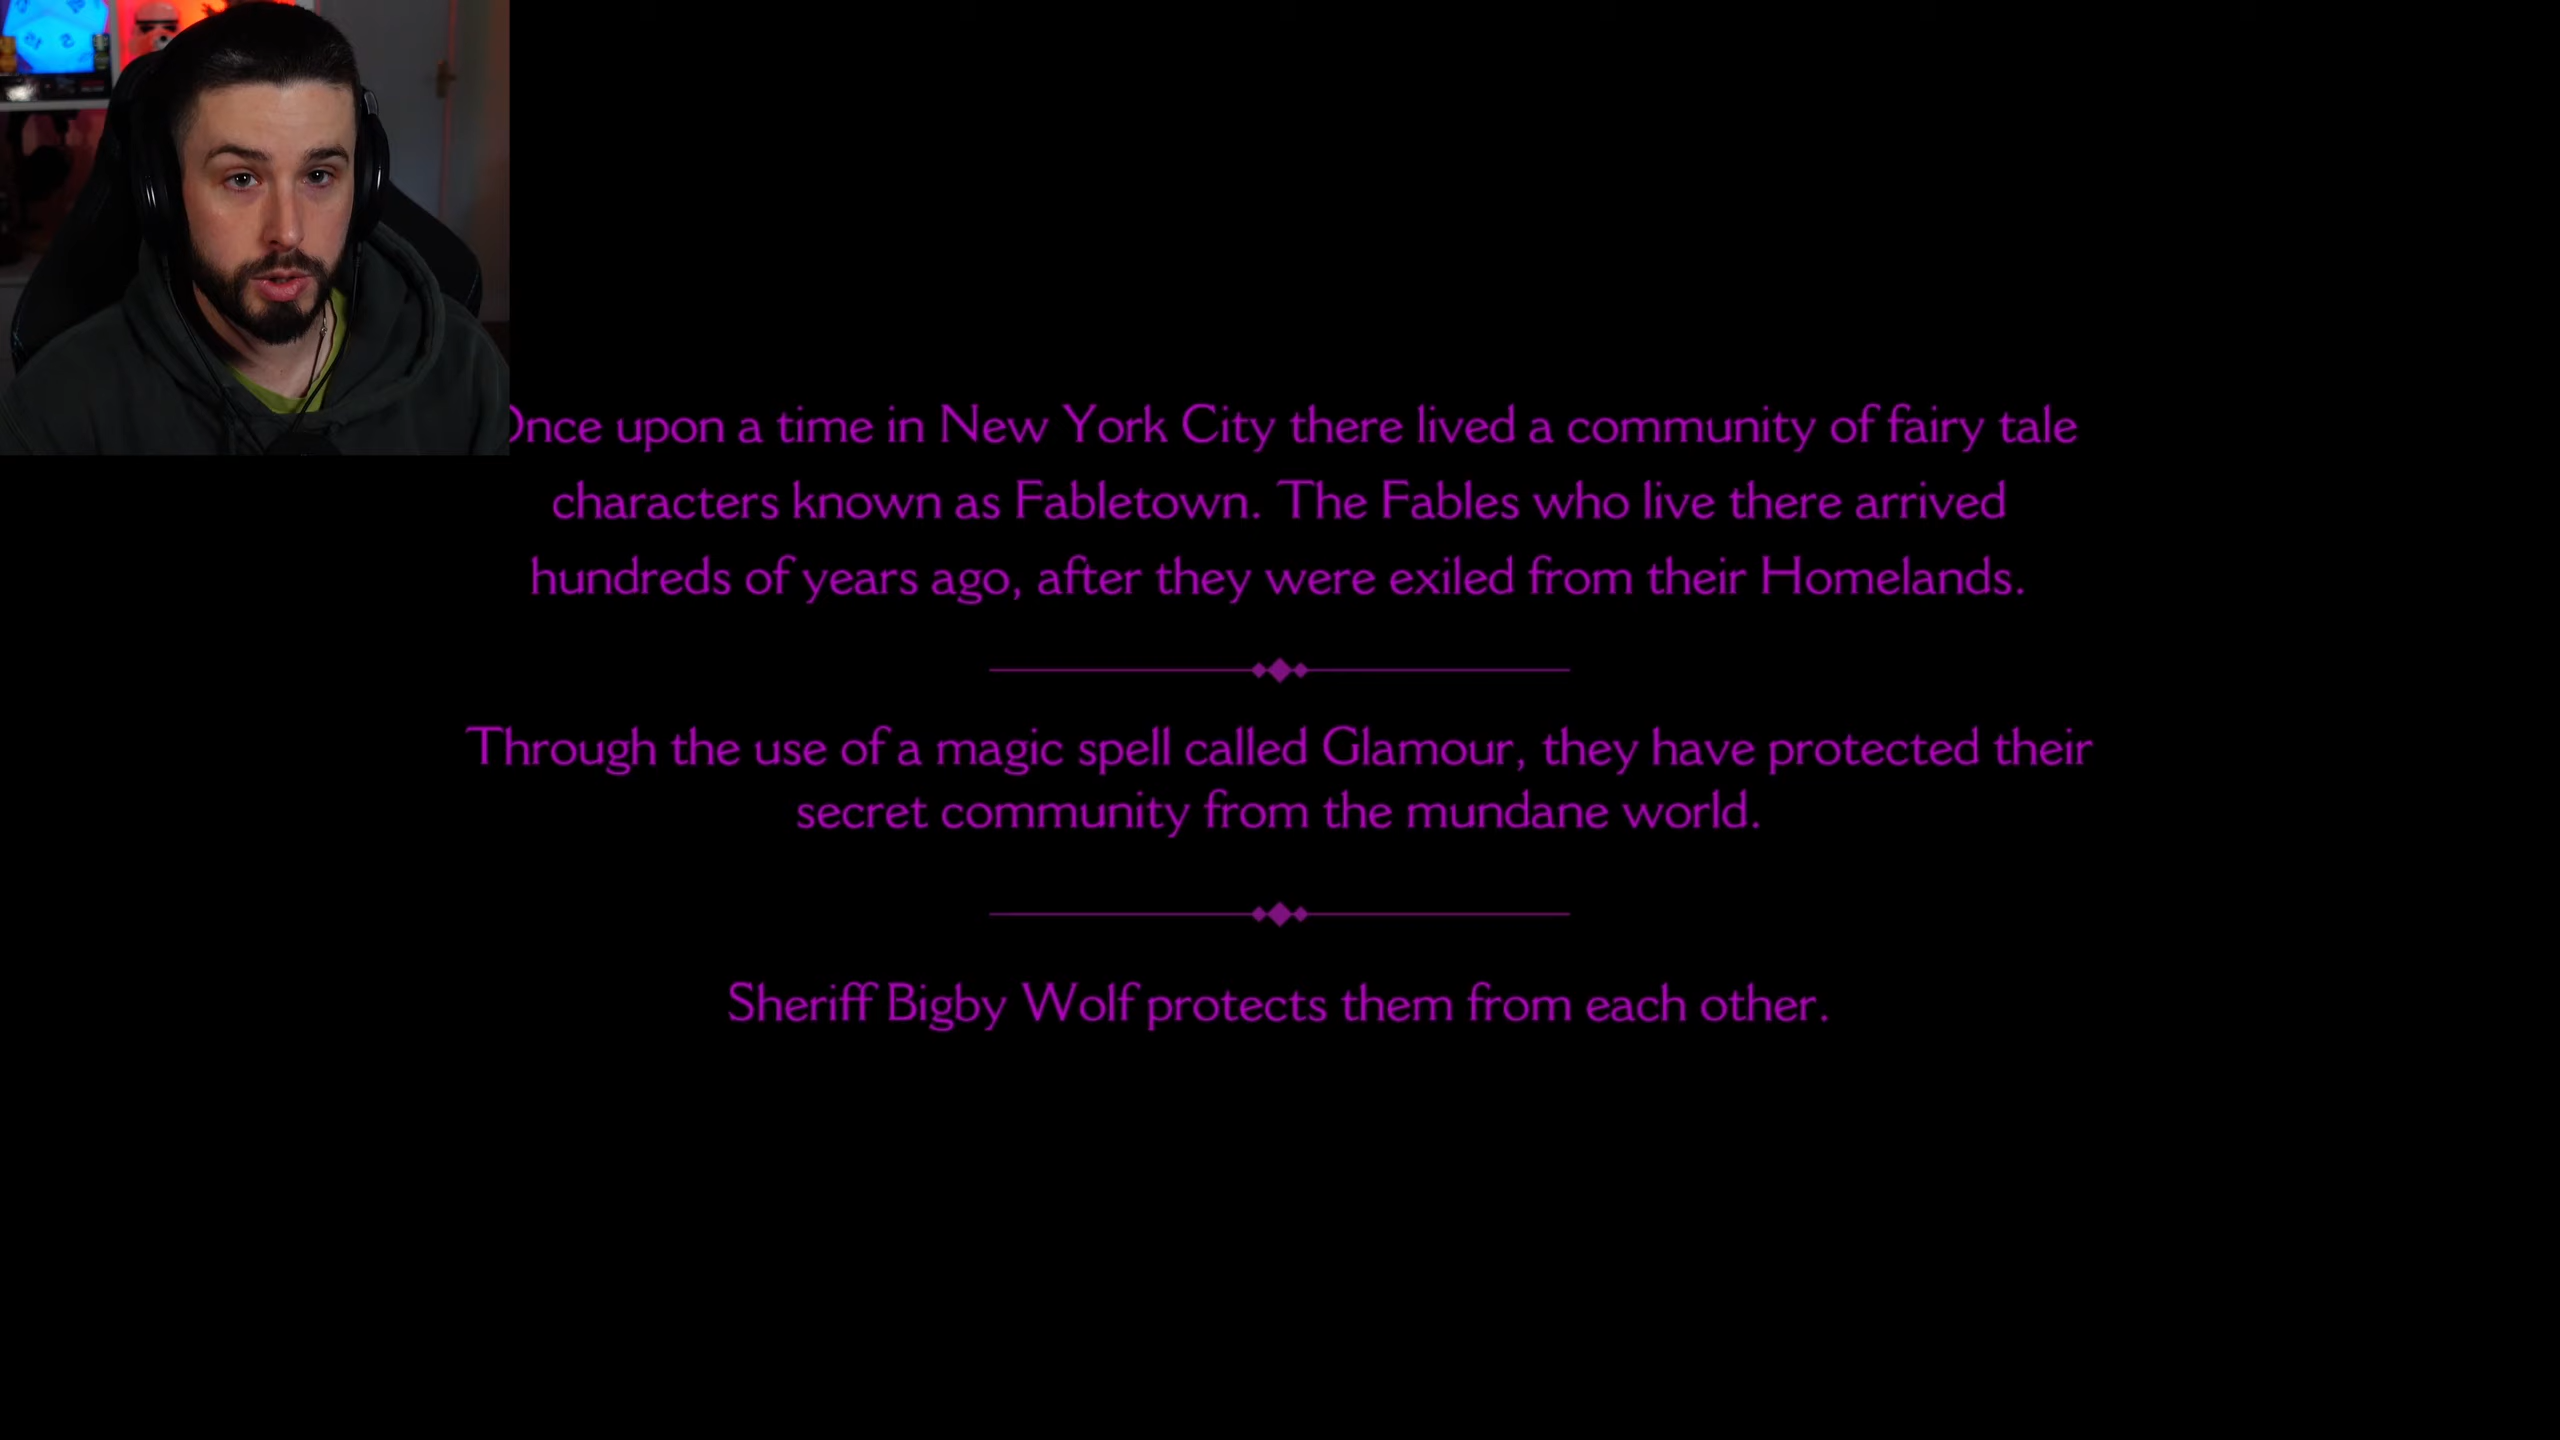 Once upon a time in New York City there lived a community of fairy tale
characters known as Fabletown. The Fables who live there arrived
hundreds of years ago, after they were exiled from their Homelands.
Through the use of a magic spell called Glamour, they have protected their
secret community from the mundane world.
Sheriff Bigby Wolf protects them from each other.